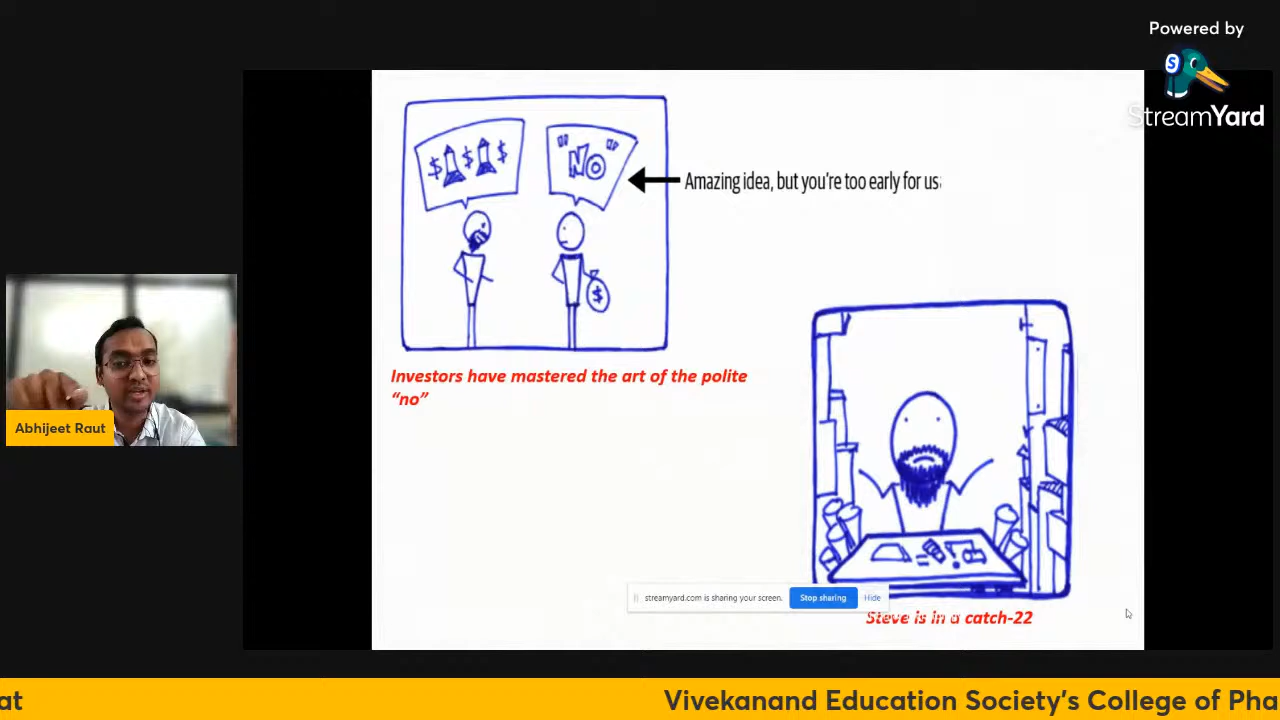 Powered by
StreamYard
$ $ $
"NO"
Amazing idea, but you're too early for us
$
Investors have mastered the art of the polite
"no"
Abhijeet Raut
streamyard.com is sharing your screen.
Stop sharing
Hide
Steve is in a catch-22
at
Vivekanand Education Society's College of Pha